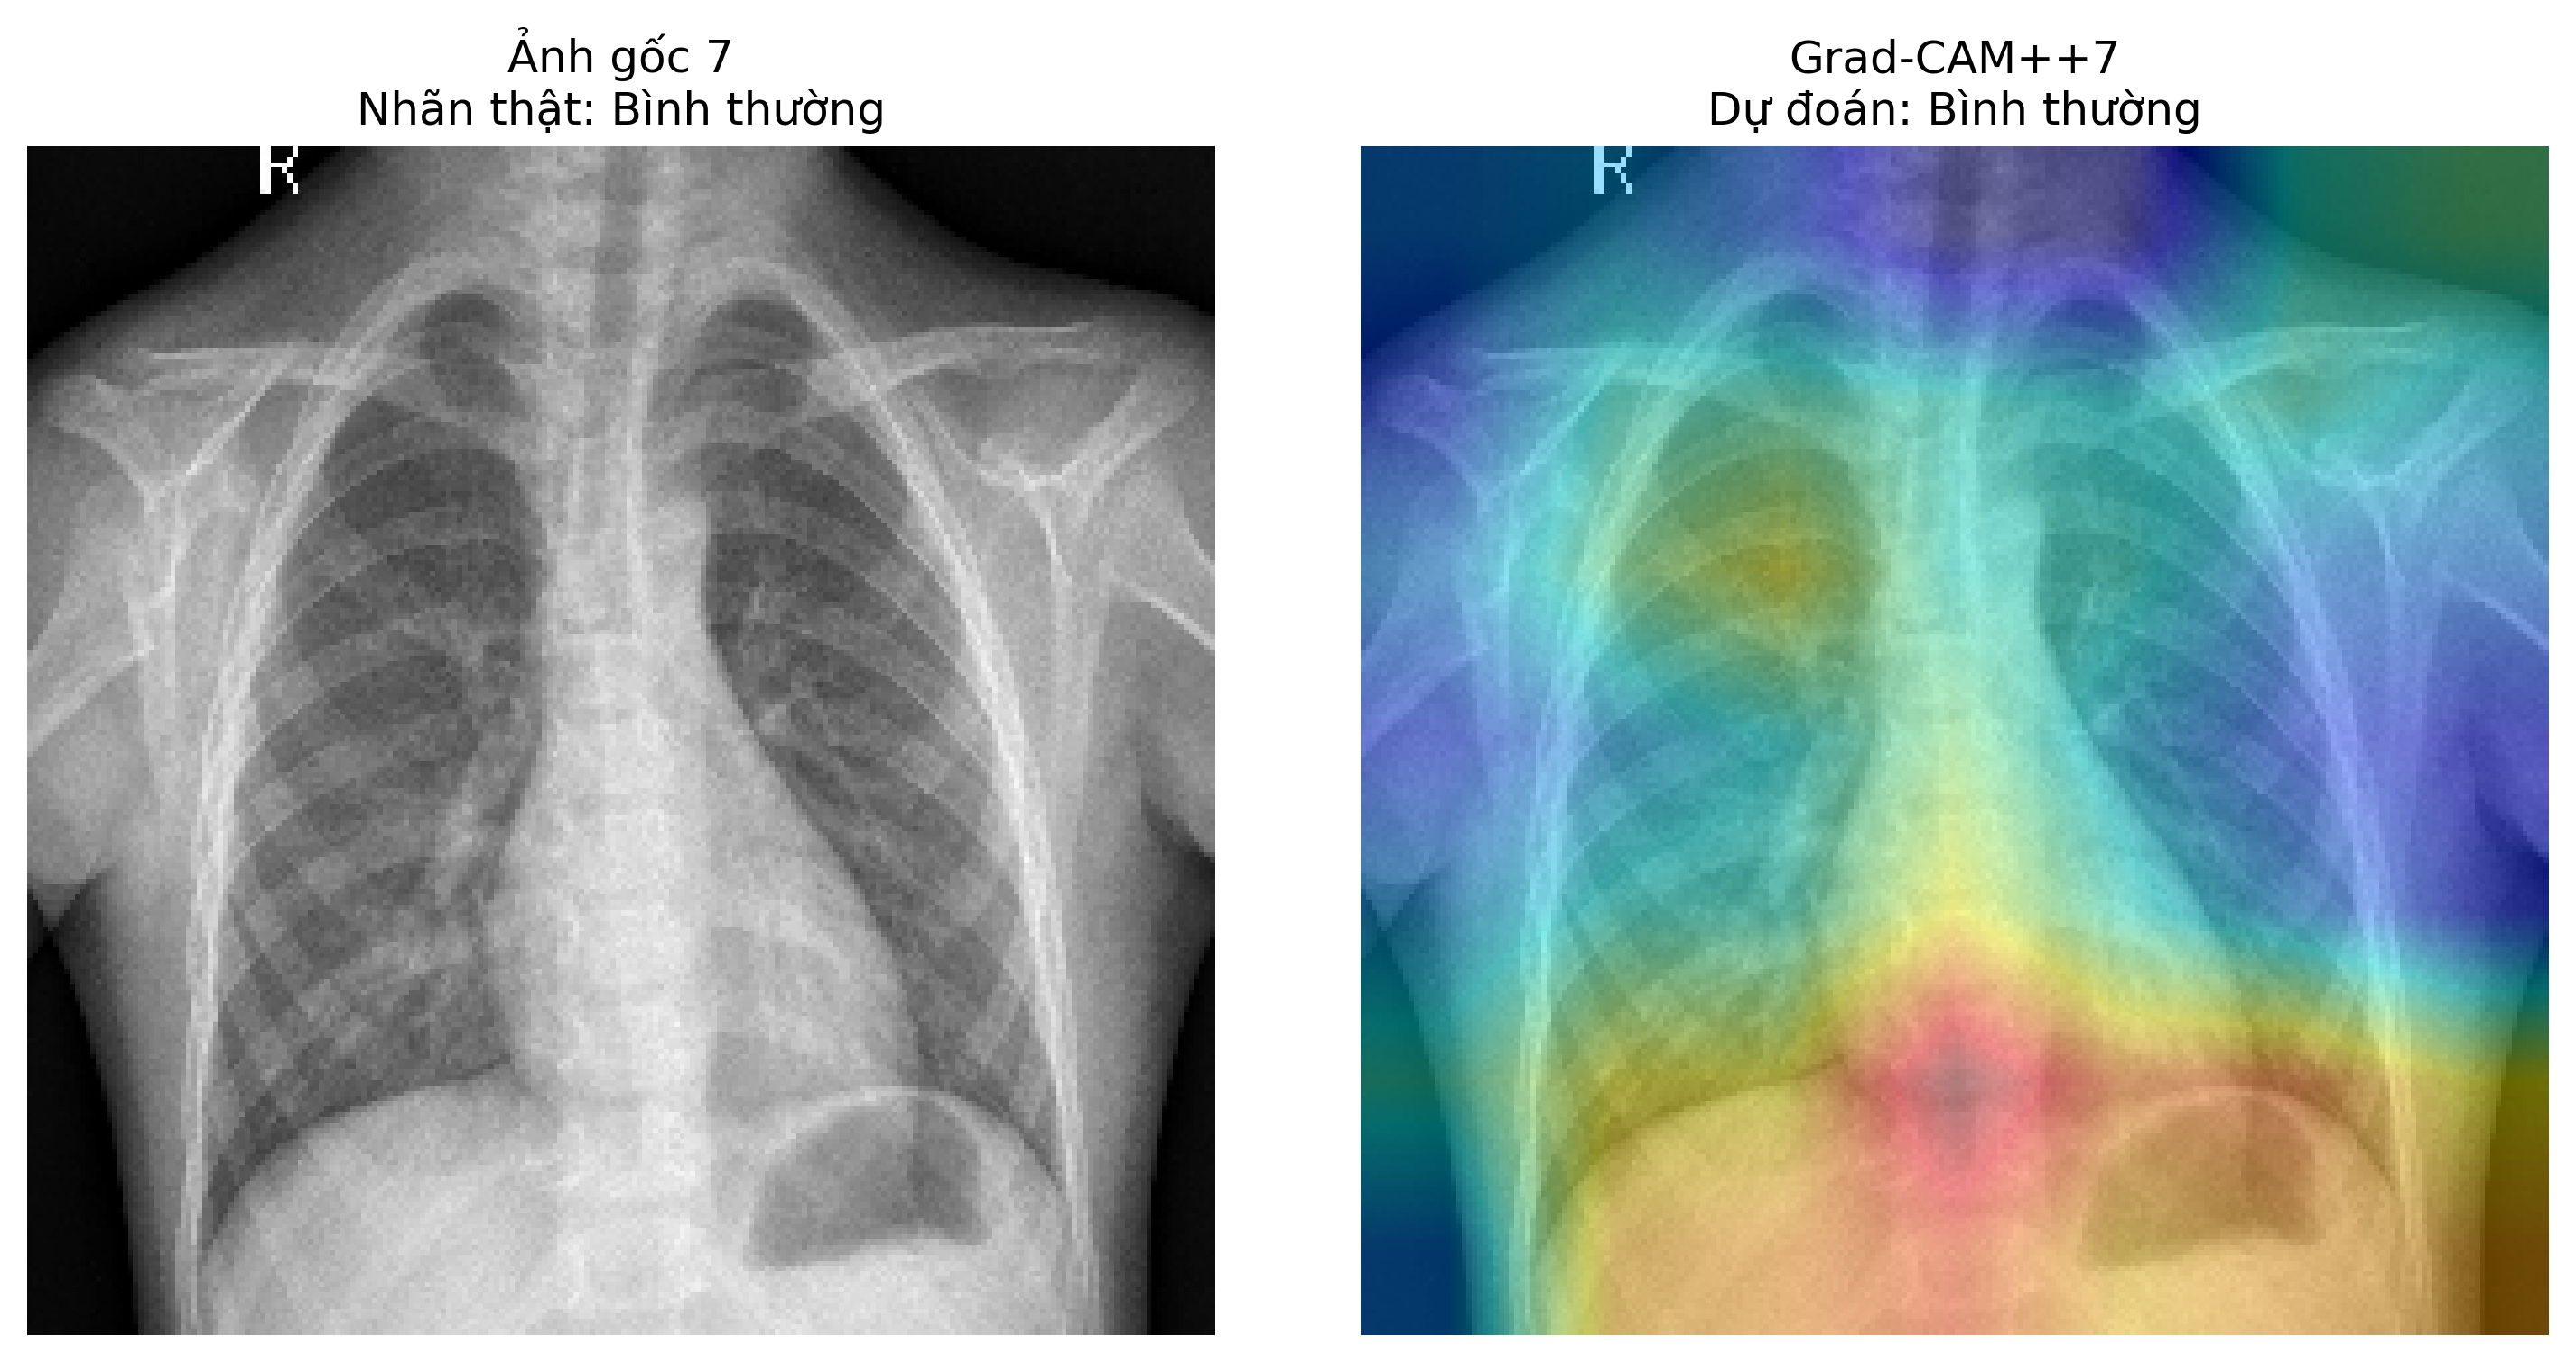 Ảnh gốc 7
Nhãn thật: Bình thường
Grad-CAM++7
Dự đoán: Bình thường
R
R